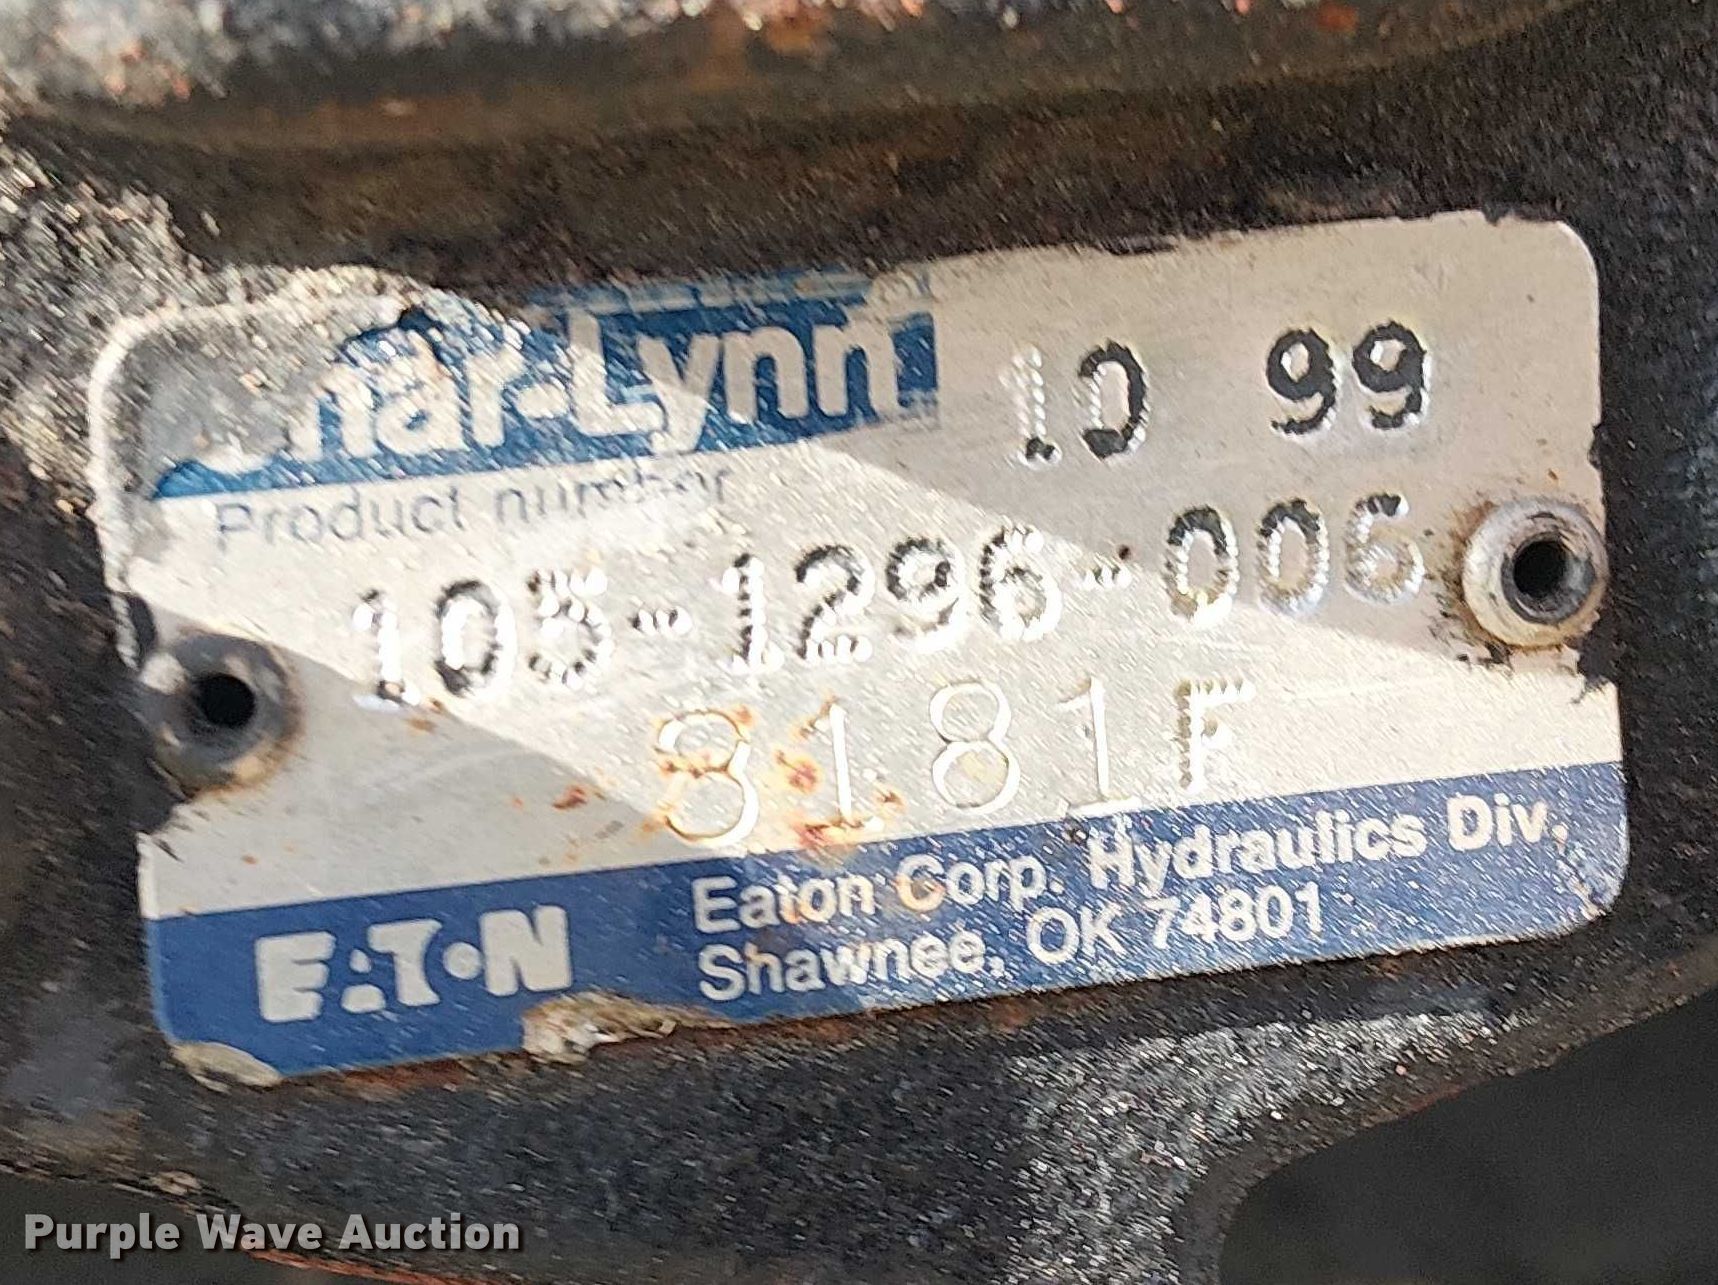 Char-Lynn 10 99
Product number
105-1296-006
8181F
EATON
Eaton Corp. Hydraulics Div.
Shawnee, OK 74801
Purple Wave Auction